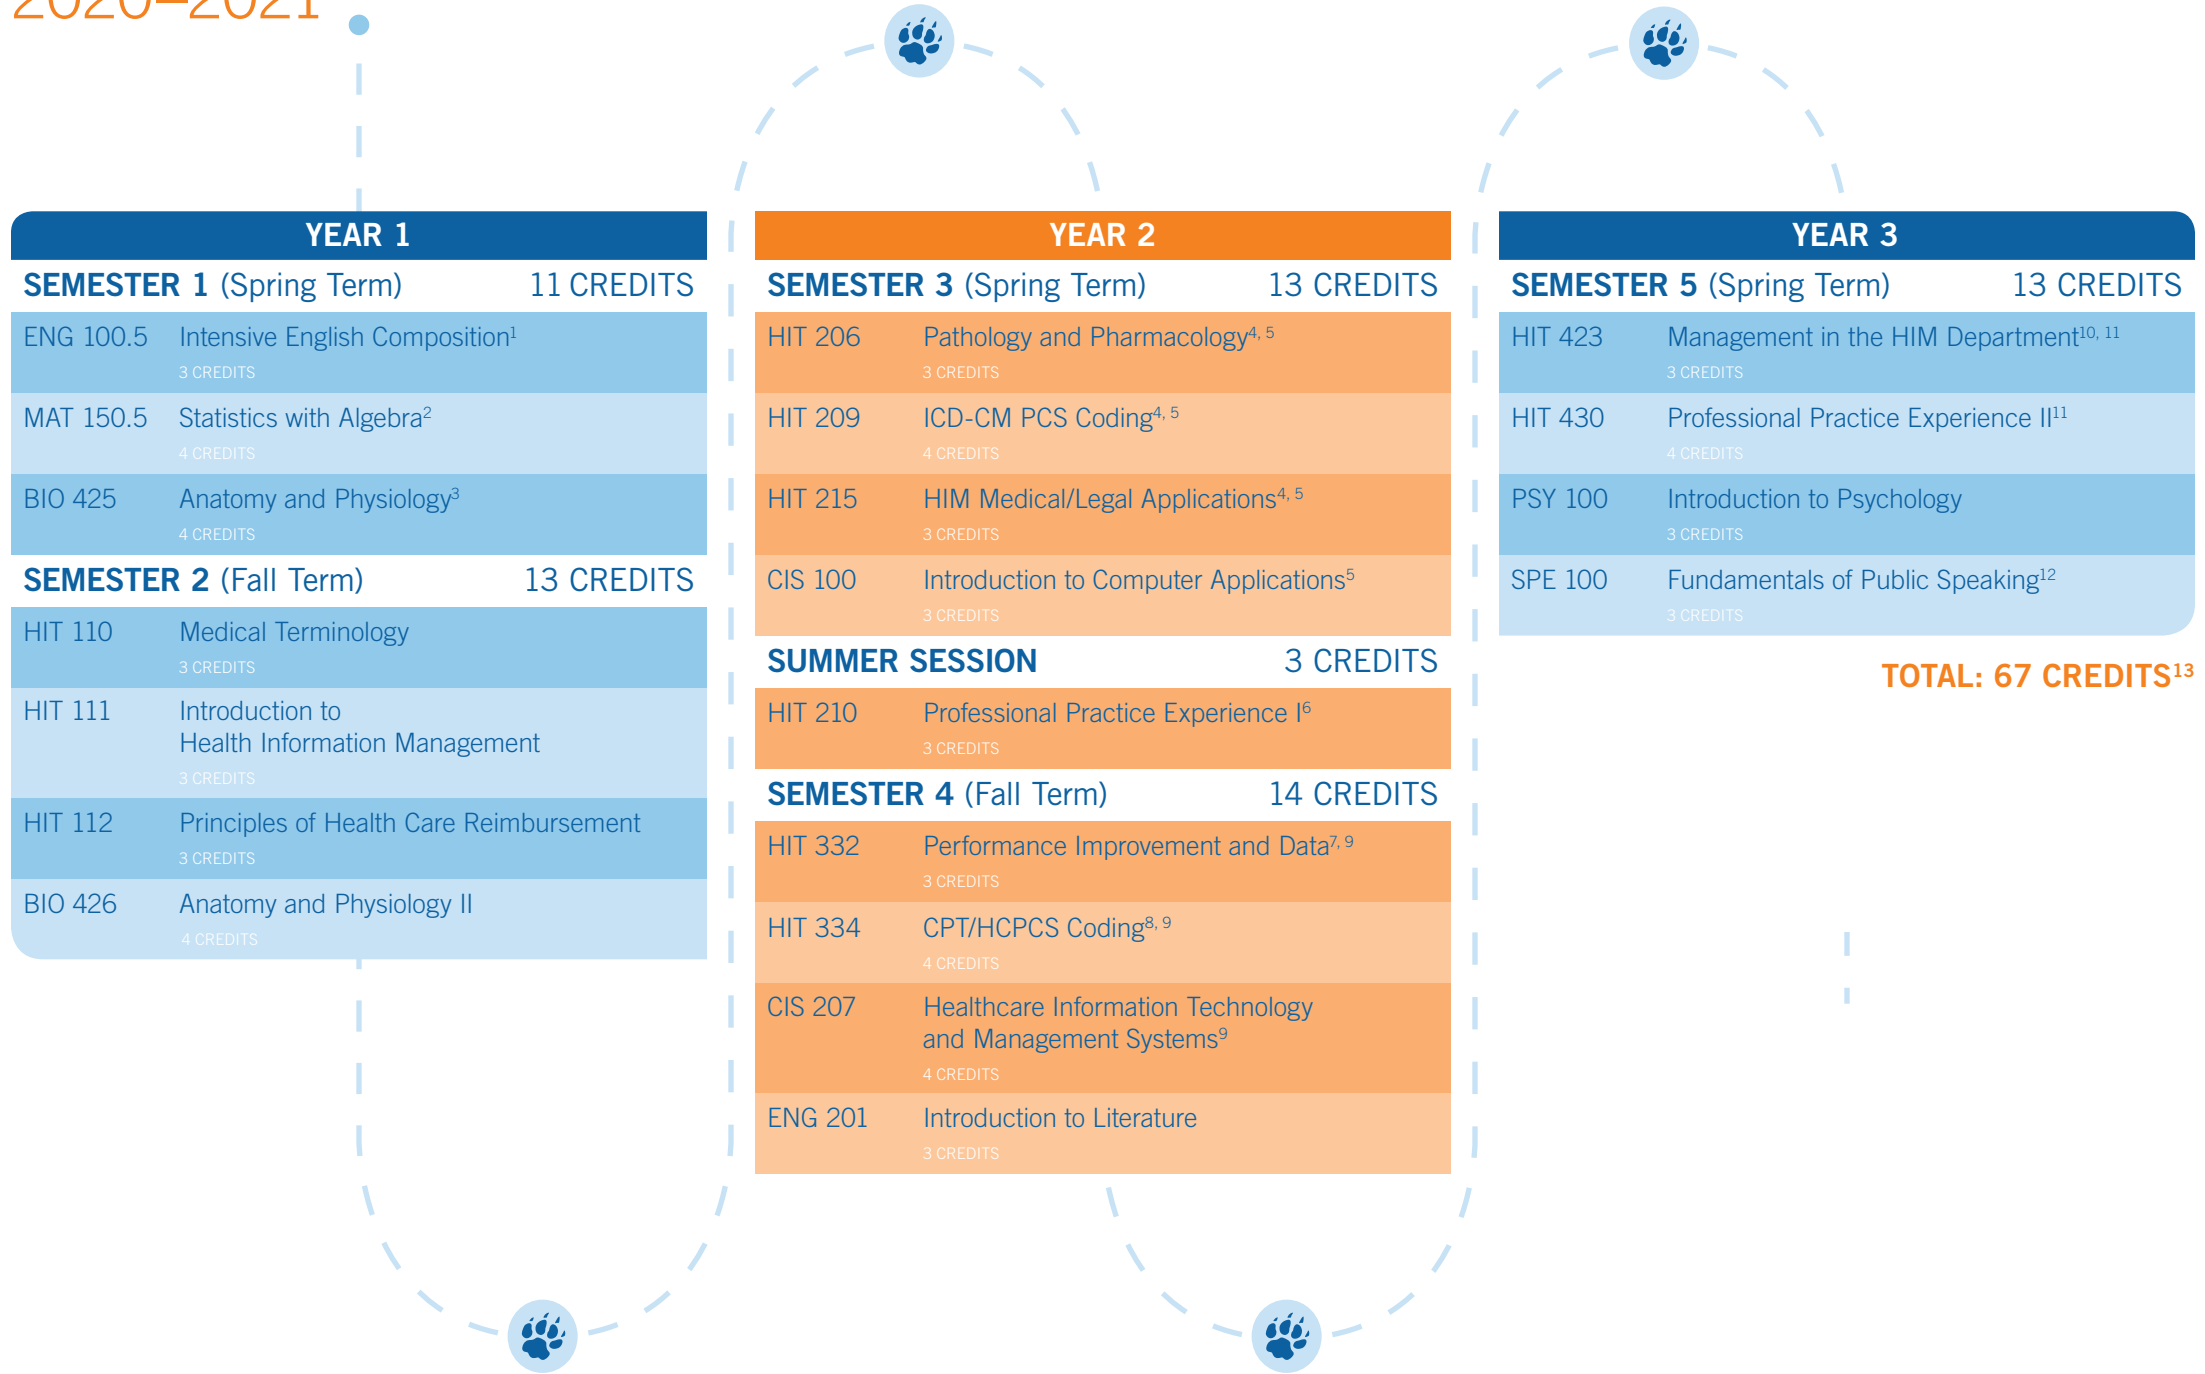 2020–2021
YEAR 1
SEMESTER 1 (Spring Term) 11 CREDITS
ENG 100.5 Intensive English Composition1
3 CREDITS
MAT 150.5 Statistics with Algebra2
4 CREDITS
BIO 425 Anatomy and Physiology3
4 CREDITS
SEMESTER 2 (Fall Term) 13 CREDITS
HIT 110 Medical Terminology
3 CREDITS
HIT 111 Introduction to
Health Information Management
3 CREDITS
HIT 112 Principles of Health Care Reimbursement
3 CREDITS
BIO 426 Anatomy and Physiology II
4 CREDITS
YEAR 2
SEMESTER 3 (Spring Term) 13 CREDITS
HIT 206 Pathology and Pharmacology4, 5
3 CREDITS
HIT 209 ICD-CM PCS Coding4, 5
4 CREDITS
HIT 215 HIM Medical/Legal Applications4, 5
3 CREDITS
CIS 100 Introduction to Computer Applications5
3 CREDITS
SUMMER SESSION 3 CREDITS
HIT 210 Professional Practice Experience I6
3 CREDITS
SEMESTER 4 (Fall Term) 14 CREDITS
HIT 332 Performance Improvement and Data7, 9
3 CREDITS
HIT 334 CPT/HCPCS Coding8, 9
4 CREDITS
CIS 207 Healthcare Information Technology
and Management Systems9
4 CREDITS
ENG 201 Introduction to Literature
3 CREDITS
YEAR 3
SEMESTER 5 (Spring Term) 13 CREDITS
HIT 423 Management in the HIM Department10, 11
3 CREDITS
HIT 430 Professional Practice Experience II11
4 CREDITS
PSY 100 Introduction to Psychology
3 CREDITS
SPE 100 Fundamentals of Public Speaking12
3 CREDITS
TOTAL: 67 CREDITS13